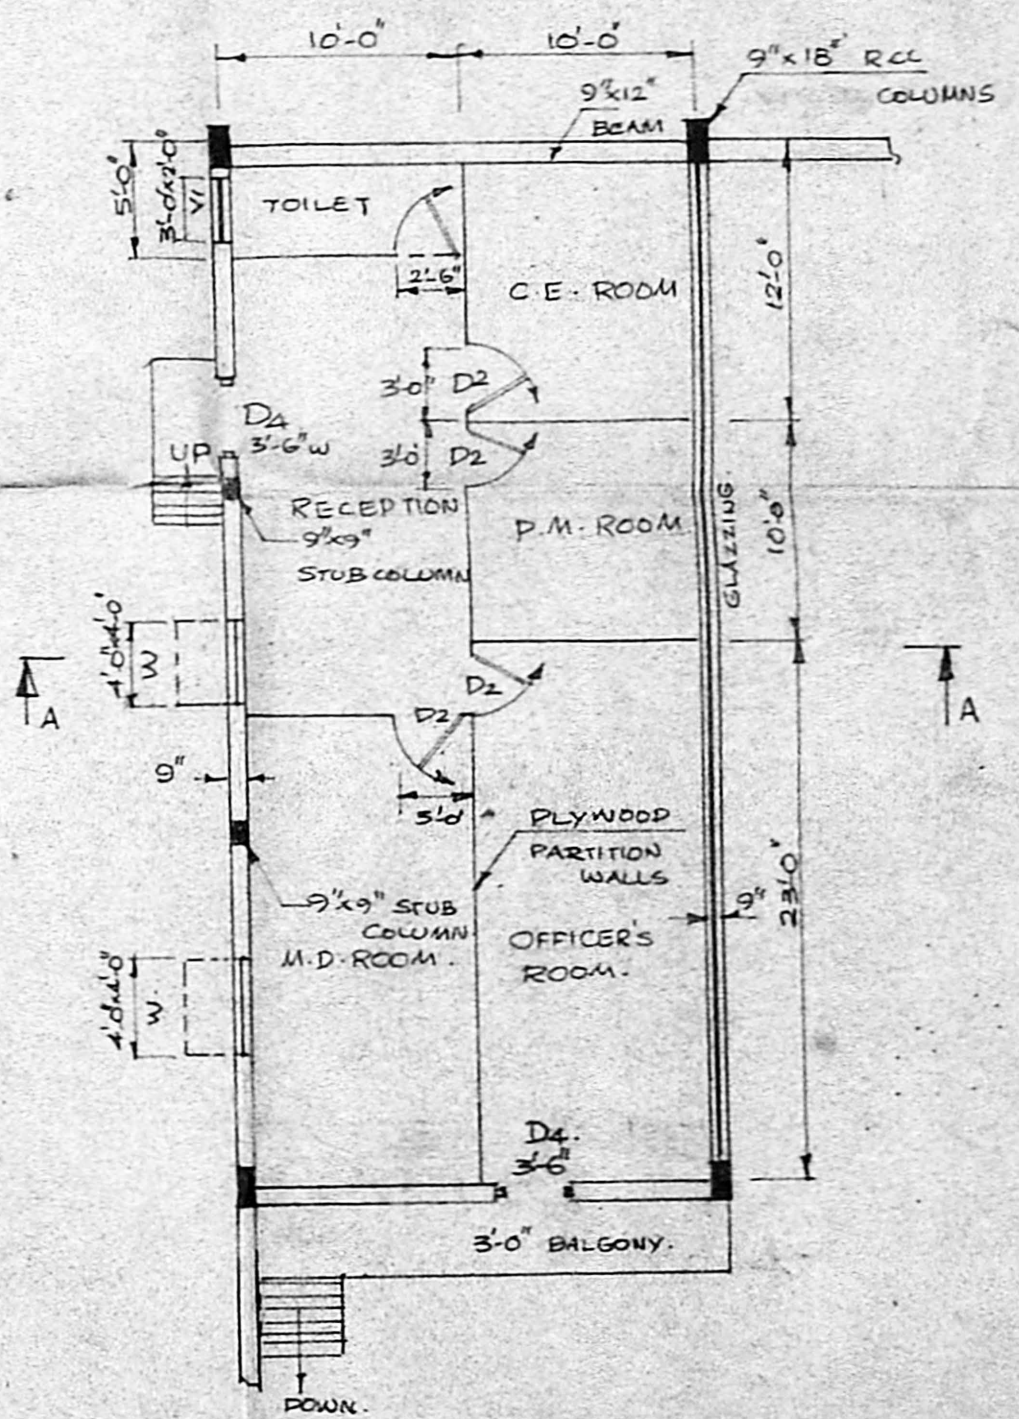 10'-0"
10'-0"
9"x18" RCC
COLUMNS
9"x12"
BEAM
5'-0"
3'-0"x2'-0"
V1
TOILET
2'-6"
C.E. ROOM
12'-0"
3'-0"
D2
D4
3'-6"W
3'-0"
D2
UP
RECEPTION
9"x9"
STUB COLUMN
P.M. ROOM
GLAZZING.
10'-0"
4'-0"x4'-0"
W
A
D2
D2
A
9"
3'-0"
PLYWOOD
PARTITION
WALLS
9"
23'-0"
9"x9" STUB
COLUMN
M.D. ROOM.
OFFICER'S
ROOM.
4'-0"x4'-0"
W.
D4.
3'-6"
3'-0" BALGONY.
DOWN.